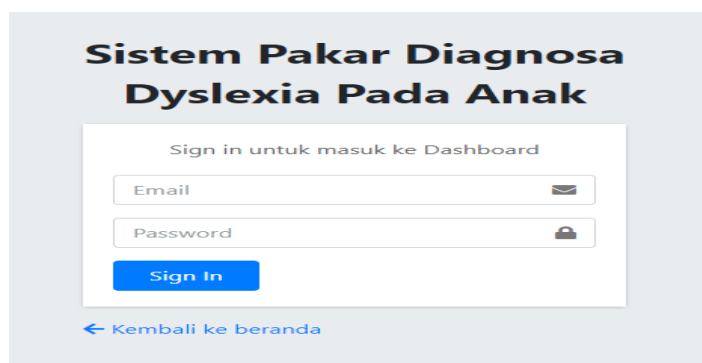 Sistem Pakar Diagnosa
Dyslexia Pada Anak
Sign in untuk masuk ke Dashboard
Email
Password
Sign In
Kembali ke beranda